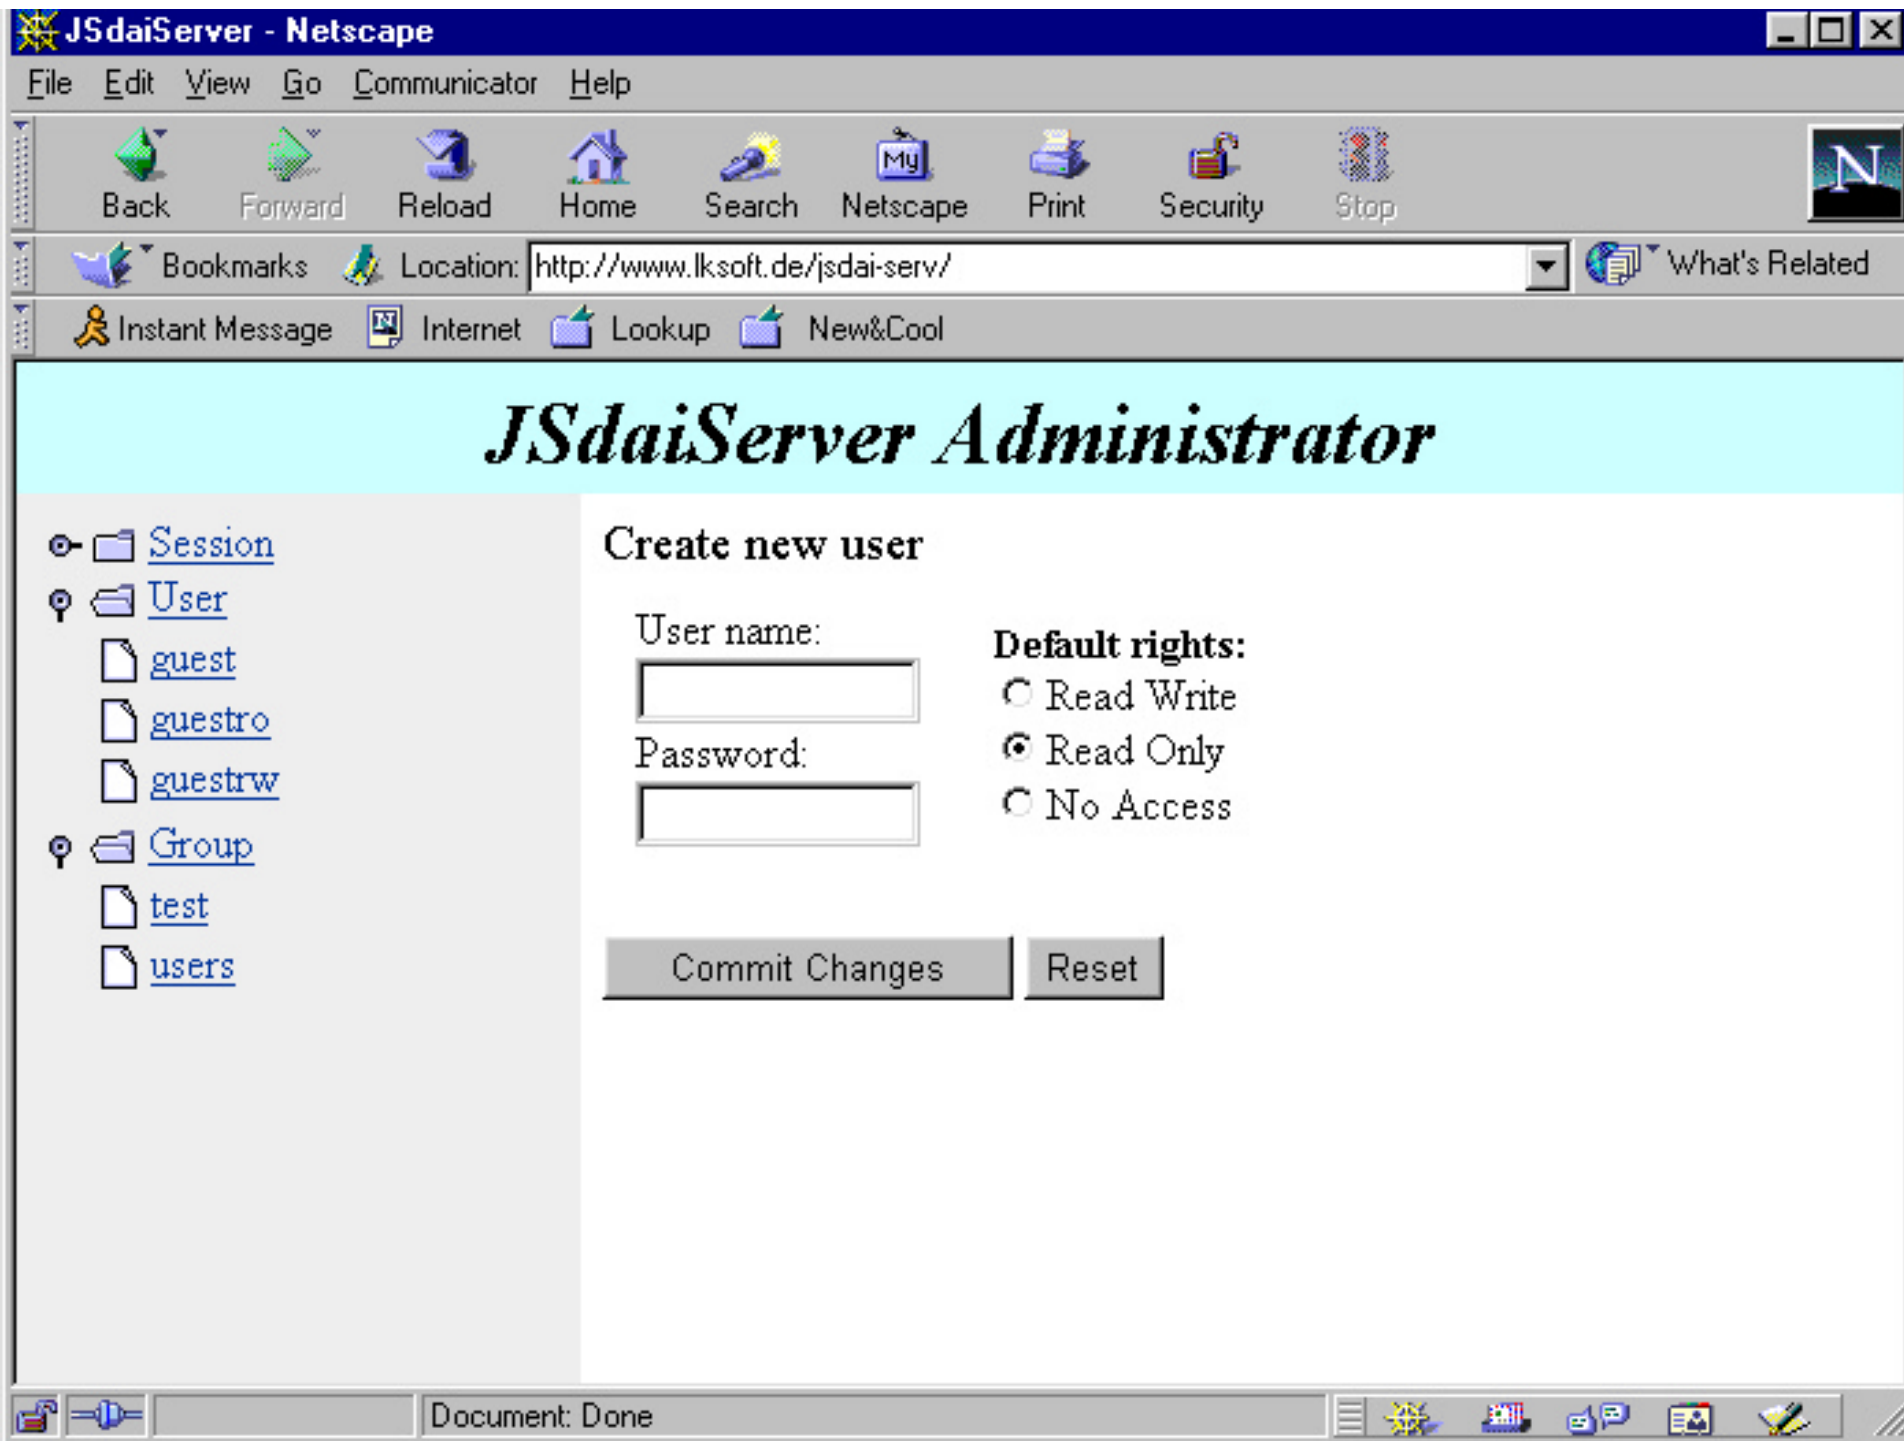 JSdaiServer - Netscape
File Edit View Go Communicator Help
Back Forward Reload Home Search My Netscape Print Security Stop N
Bookmarks Location: http://www.lksoft.de/jsdai-serv/ What's Related
Instant Message N Internet Lookup New&Cool
JSdaiServer Administrator
Session
User
guest
guestro
guestrw
Group
test
users
Create new user
User name:
Password:
Default rights:
Read Write
Read Only
No Access
Commit Changes Reset
Document: Done